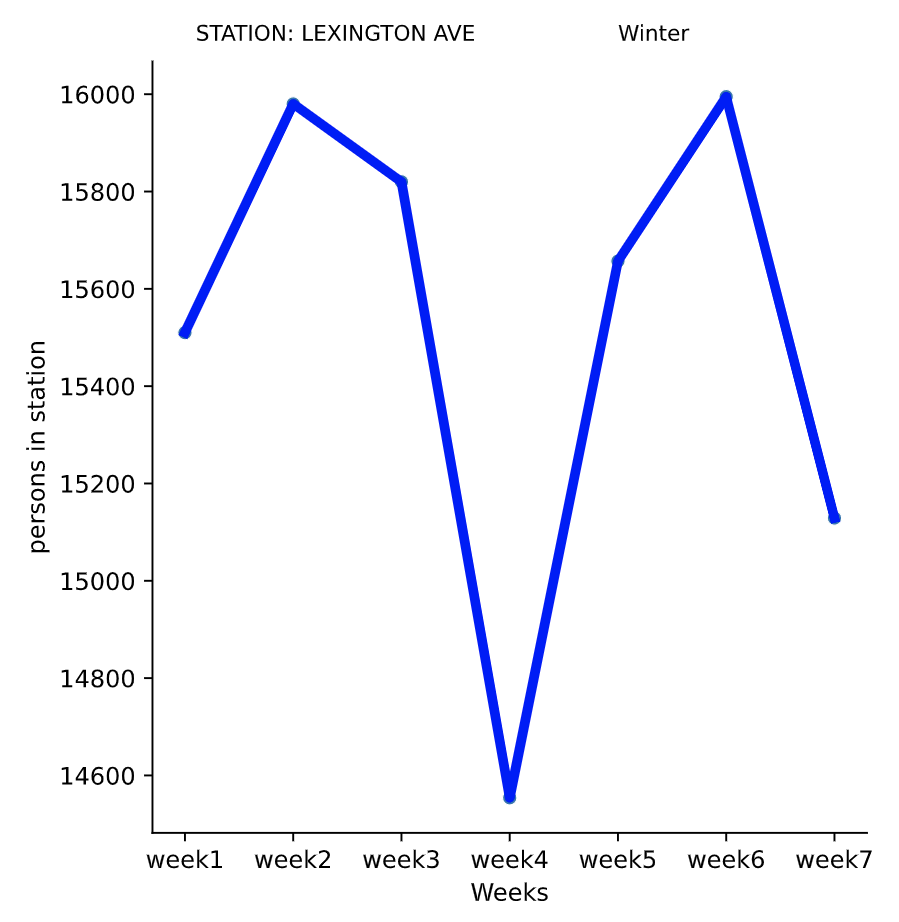 STATION: LEXINGTON AVE Winter
persons in station
16000
15800
15600
15400
15200
15000
14800
14600
week1 week2 week3 week4 week5 week6 week7
Weeks